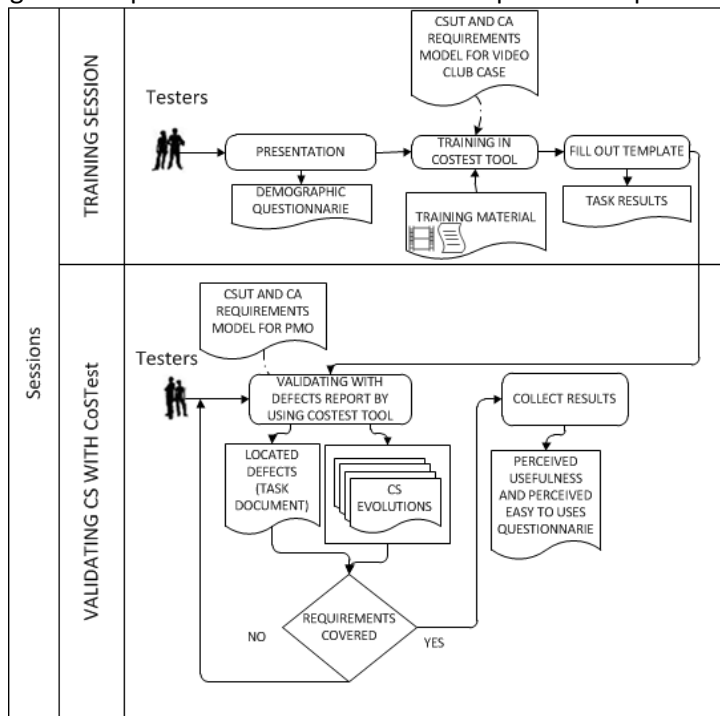 Sessions
TRAINING SESSION
CSUT AND CA
REQUIREMENTS
MODEL FOR VIDEO
CLUB CASE
Testers
PRESENTATION
TRAINING IN
COSTEST TOOL
FILL OUT TEMPLATE
DEMOGRAPHIC
QUESTIONNARIE
TRAINING MATERIAL
TASK RESULTS
VALIDATING CS WITH CoSTest
CSUT AND CA
REQUIREMENTS
MODEL FOR PMO
Testers
VALIDATING WITH
DEFECTS REPORT BY
USING COSTEST TOOL
COLLECT RESULTS
LOCATED
DEFECTS
(TASK
DOCUMENT)
CS
EVOLUTIONS
PERCEIVED
USEFULNESS
AND PERCEIVED
EASY TO USES
QUESTIONNARIE
REQUIREMENTS
COVERED
NO
YES